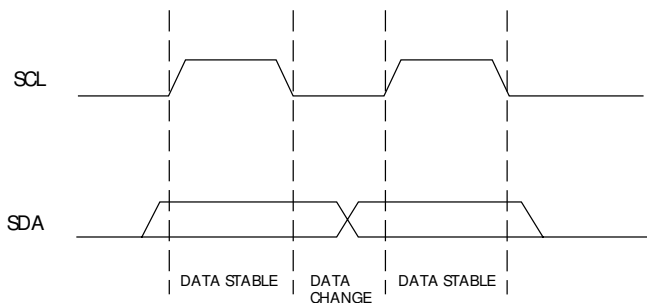 SCL
SDA
DATA STABLE
DATA
CHANGE
DATA STABLE